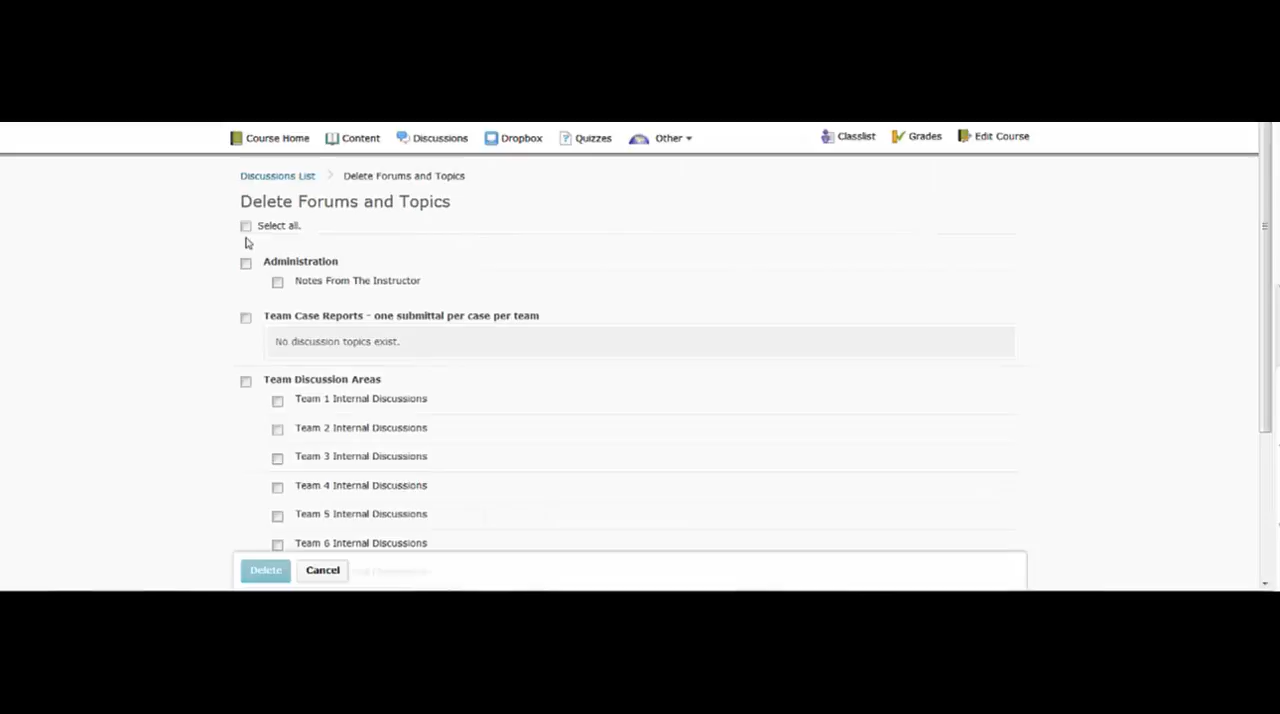 Course Home Content Discussions Dropbox Quizzes Other Classlist Grades Edit Course
Discussions List Delete Forums and Topics
Delete Forums and Topics
Select all.
Administration
Notes From The Instructor
Team Case Reports - one submittal per case per team
No discussion topics exist.
Team Discussion Areas
Team 1 Internal Discussions
Team 2 Internal Discussions
Team 3 Internal Discussions
Team 4 Internal Discussions
Team 5 Internal Discussions
Team 6 Internal Discussions
Delete Cancel